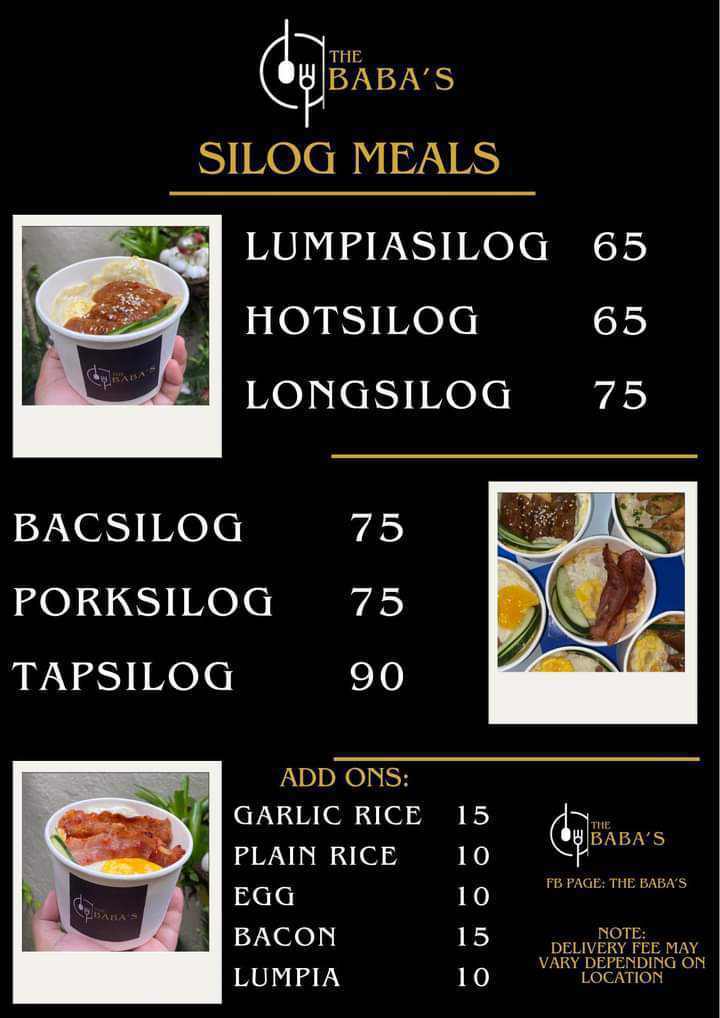 THE
BABA'S
SILOG MEALS
LUMPIASILOG 65
HOTSILOG 65
LONGSILOG 75
THE
BABA'S
BACSILOG 75
PORKSILOG 75
TAPSILOG 90
ADD ONS:
GARLIC RICE 15
PLAIN RICE 10
EGG 10
BACON 15
LUMPIA 10
THE
BABA'S
THE
BABA'S
FB PAGE: THE BABA'S
NOTE:
DELIVERY FEE MAY
VARY DEPENDING ON
LOCATION